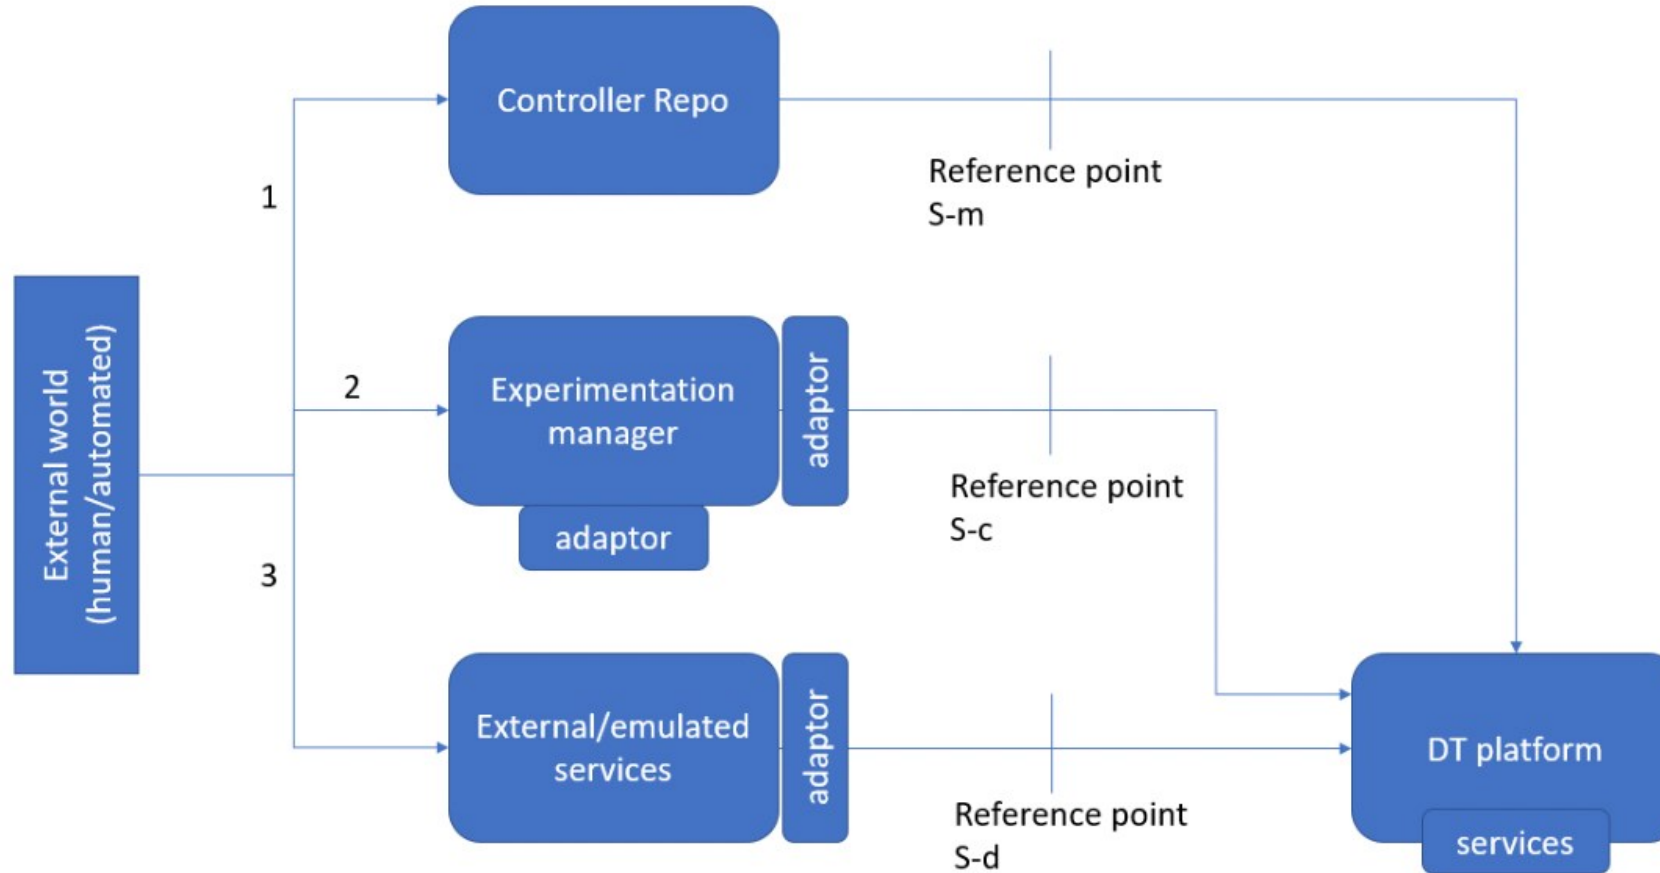 Controller Repo
Reference point
S-m
1
External world
(human/automated)
2
Experimentation
manager
adaptor
adaptor
Reference point
S-c
3
External/emulated
services
adaptor
Reference point
S-d
DT platform
services